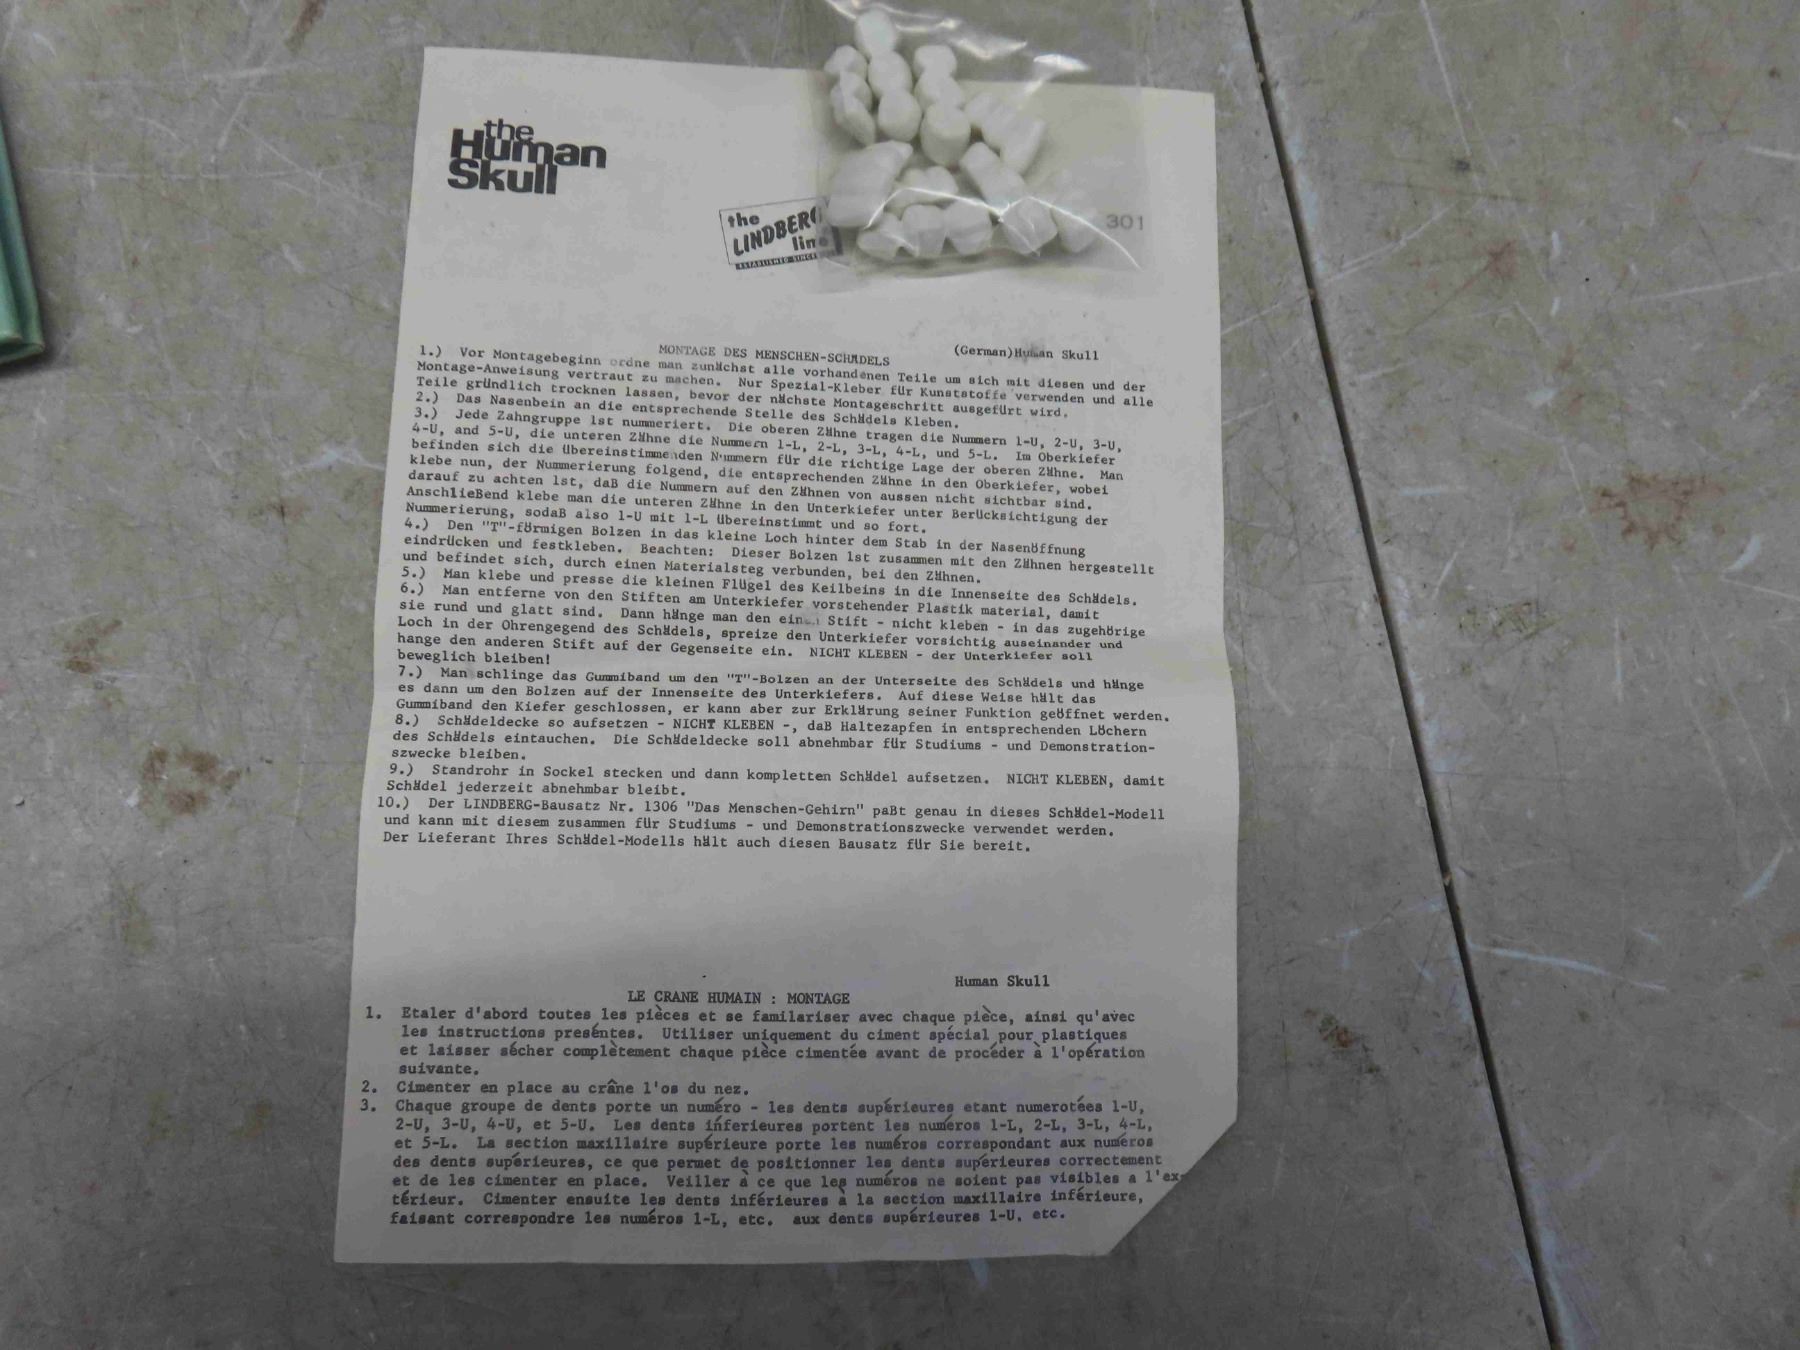 the
Human
Skull
the
LINDBERG
line
ESTABLISHED SINCE
301
MONTAGE DES MENSCHEN-SCHÄDELS
(German)Human Skull
1.) Vor Montagebeginn ordne man zunächst alle vorhandenen Teile um sich mit diesen und der
Montage-Anweisung vertraut zu machen. Nur Spezial-Kleber für Kunststoffe verwenden und alle
Teile gründlich trocknen lassen, bevor der nächste Montageschritt ausgefürt wird.
2.) Das Nasenbein an die entsprechende Stelle des Schädels Kleben.
3.) Jede Zahngruppe 1st nummeriert. Die oberen Zähne tragen die Nummern 1-U, 2-U, 3-U,
4-U, and 5-U, die unteren Zähne die Nummern 1-L, 2-L, 3-L, 4-L, und 5-L. Im Oberkiefer
befinden sich die übereinstimmenden Nummern für die richtige Lage der oberen Zähne. Man
klebe nun, der Nummerierung folgend, die entsprechenden Zähne in den Oberkiefer, wobei
darauf zu achten 1st, daß die Nummern auf den Zähnen von aussen nicht sichtbar sind.
Anschließend klebe man die unteren Zähne in den Unterkiefer unter Berücksichtigung der
Nummerierung, sodaß also 1-U mit 1-L übereinstimmt und so fort.
4.) Den "T"-förmigen Bolzen in das kleine Loch hinter dem Stab in der Nasenöffnung
eindrücken und festkleben. Beachten: Dieser Bolzen 1st zusammen mit den Zähnen hergestellt
und befindet sich, durch einen Materialsteg verbunden, bei den Zähnen.
5.) Man klebe und presse die kleinen Flügel des Keilbeins in die Innenseite des Schädels.
6.) Man entferne von den Stiften am Unterkiefer vorstehender Plastik material, damit
sie rund und glatt sind. Dann hänge man den einen Stift - nicht kleben - in das zugehörige
Loch in der Ohrengegend des Schädels, spreize den Unterkiefer vorsichtig auseinander und
hange den anderen Stift auf der Gegenseite ein. NICHT KLEBEN - der Unterkiefer soll
beweglich bleiben!
7.) Man schlinge das Gummiband um den "T"-Bolzen an der Unterseite des Schädels und hänge
es dann um den Bolzen auf der Innenseite des Unterkiefers. Auf diese Weise hält das
Gummiband den Kiefer geschlossen, er kann aber zur Erklärung seiner Funktion geöffnet werden.
8.) Schädeldecke so aufsetzen - NICHT KLEBEN -, daß Haltezapfen in entsprechenden Löchern
des Schädels eintauchen. Die Schädeldecke soll abnehmbar für Studiums - und Demonstration-
szwecke bleiben.
9.) Standrohr in Sockel stecken und dann kompletten Schädel aufsetzen. NICHT KLEBEN, damit
Schädel jederzeit abnehmbar bleibt.
10.) Der LINDBERG-Bausatz Nr. 1306 "Das Menschen-Gehirn" paßt genau in dieses Schädel-Modell
und kann mit diesem zusammen für Studiums - und Demonstrationszwecke verwendet werden.
Der Lieferant Ihres Schädel-Modells hält auch diesen Bausatz für Sie bereit.
Human Skull
LE CRANE HUMAIN : MONTAGE
1. Etaler d'abord toutes les pièces et se familariser avec chaque pièce, ainsi qu'avec
les instructions preséntes. Utiliser uniquement du ciment spécial pour plastiques
et laisser sécher complètement chaque pièce cimentée avant de procéder à l'opération
suivante.
2. Cimenter en place au crâne l'os du nez.
3. Chaque groupe de dents porte un numéro - les dents supérieures etant numerotées 1-U,
2-U, 3-U, 4-U, et 5-U. Les dents inferieures portent les numéros 1-L, 2-L, 3-L, 4-L,
et 5-L. La section maxillaire supérieure porte les numéros correspondant aux numéros
des dents supérieures, ce que permet de positionner les dents supérieures correctement
et de les cimenter en place. Veiller à ce que les numéros ne soient pas visibles a l'ex-
térieur. Cimenter ensuite les dents inférieures à la section maxillaire inférieure,
faisant correspondre les numéros 1-L, etc. aux dents supérieures 1-U, etc.